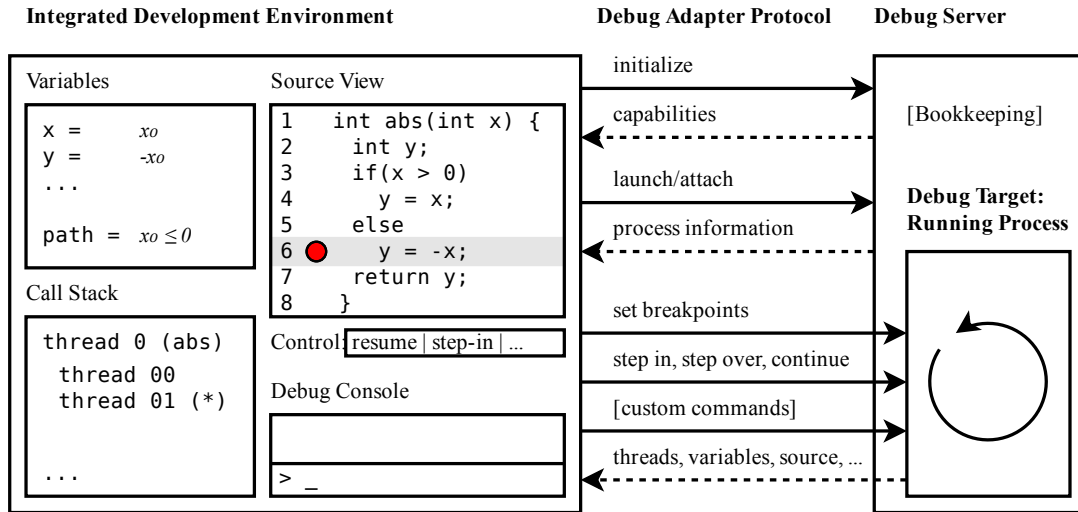 Integrated Development Environment
Debug Adapter Protocol
Debug Server
Variables
x = x₀
y = -x₀
...
path = x₀ ≤ 0
Call Stack
thread 0 (abs)
thread 00
thread 01 (*)
...
Source View
1 int abs(int x) {
2 int y;
3 if(x > 0)
4 y = x;
5 else
6 y = -x;
7 return y;
8 }
Control: resume | step-in | ...
Debug Console
> _
initialize
capabilities
launch/attach
process information
set breakpoints
step in, step over, continue
[custom commands]
threads, variables, source, ...
[Bookkeeping]
Debug Target:
Running Process